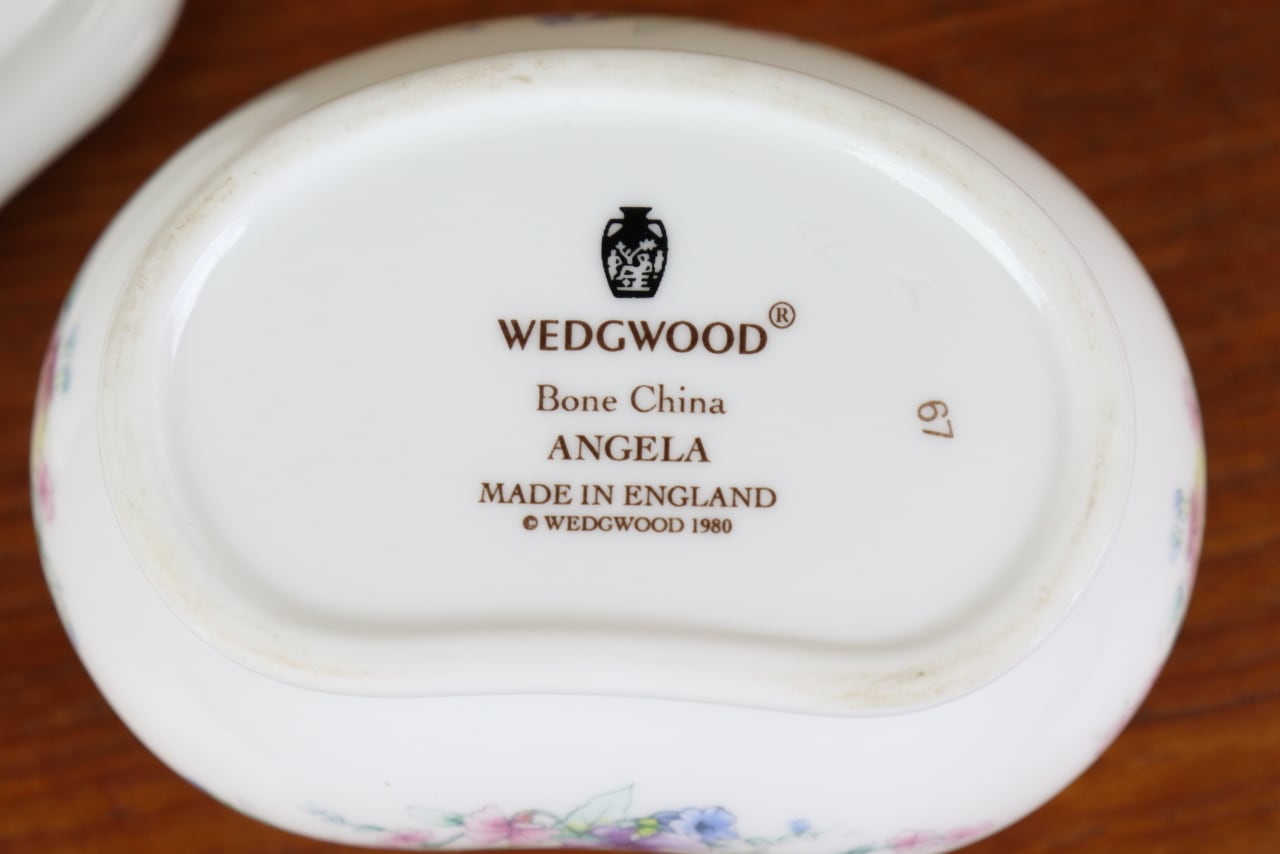 WEDGWOOD®
Bone China
ANGELA
MADE IN ENGLAND
© WEDGWOOD 1980
67